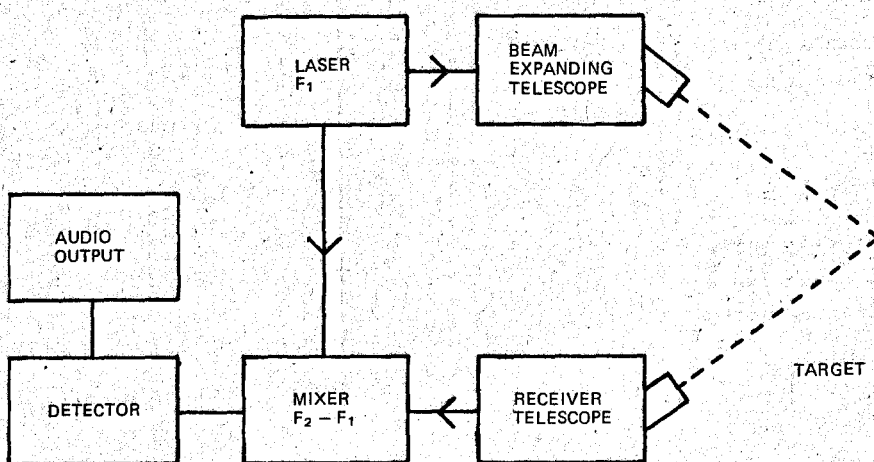 LASER
F₁
BEAM
EXPANDING
TELESCOPE
AUDIO
OUTPUT
TARGET
DETECTOR
MIXER
F₂ – F₁
RECEIVER
TELESCOPE